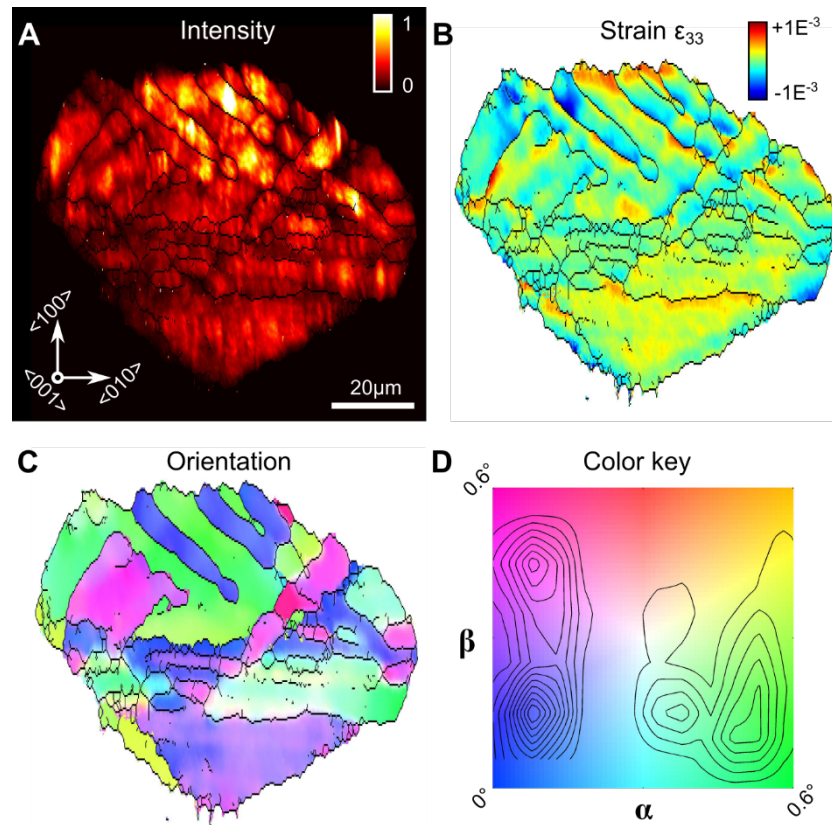 A Intensity 1
0
<100>
<001> <010>
20µm
B Strain ε33 +1E-3
-1E-3
C Orientation
D Color key
0.6°
β
0° α 0.6°